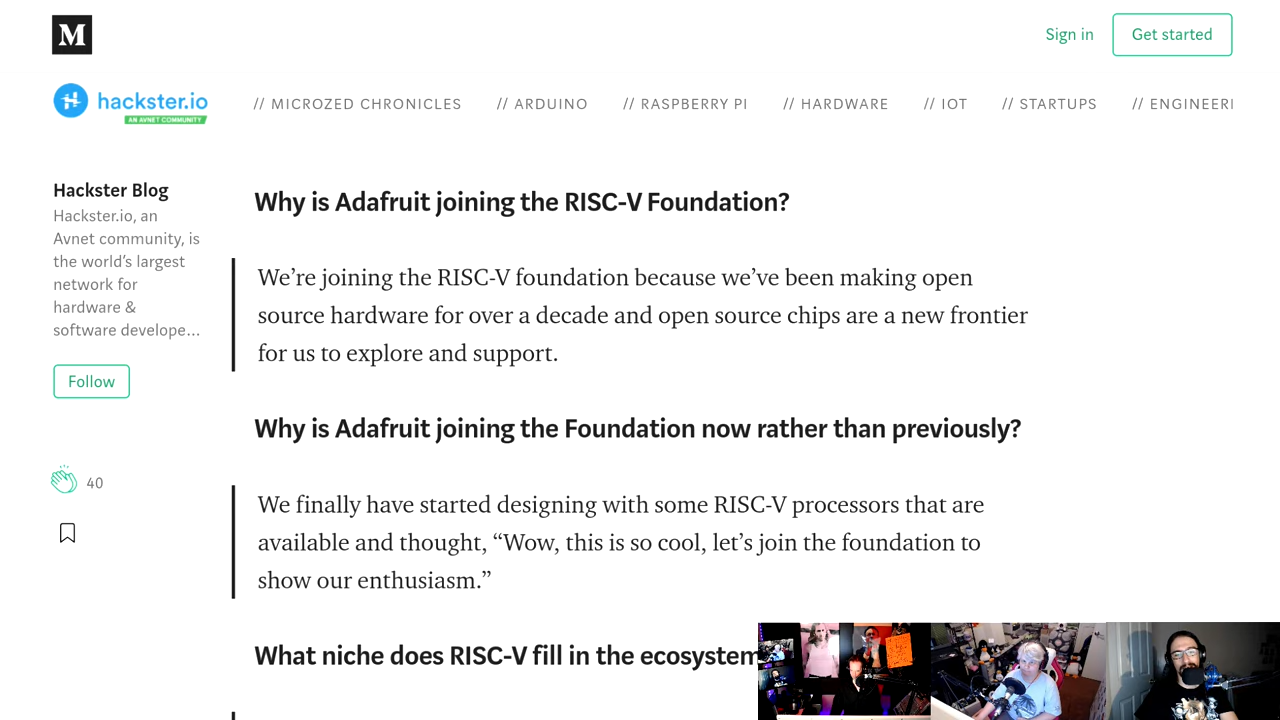 M
Sign in
Get started
hackster.io
AN AVNET COMMUNITY
// MICROZED CHRONICLES
// ARDUINO
// RASPBERRY PI
// HARDWARE
// IOT
// STARTUPS
// ENGINEERI
Hackster Blog
Hackster.io, an
Avnet community, is
the world’s largest
network for
hardware &
software develope…
Follow
40
Why is Adafruit joining the RISC-V Foundation?
We’re joining the RISC-V foundation because we’ve been making open
source hardware for over a decade and open source chips are a new frontier
for us to explore and support.
Why is Adafruit joining the Foundation now rather than previously?
We finally have started designing with some RISC-V processors that are
available and thought, “Wow, this is so cool, let’s join the foundation to
show our enthusiasm.”
What niche does RISC-V fill in the ecosystem